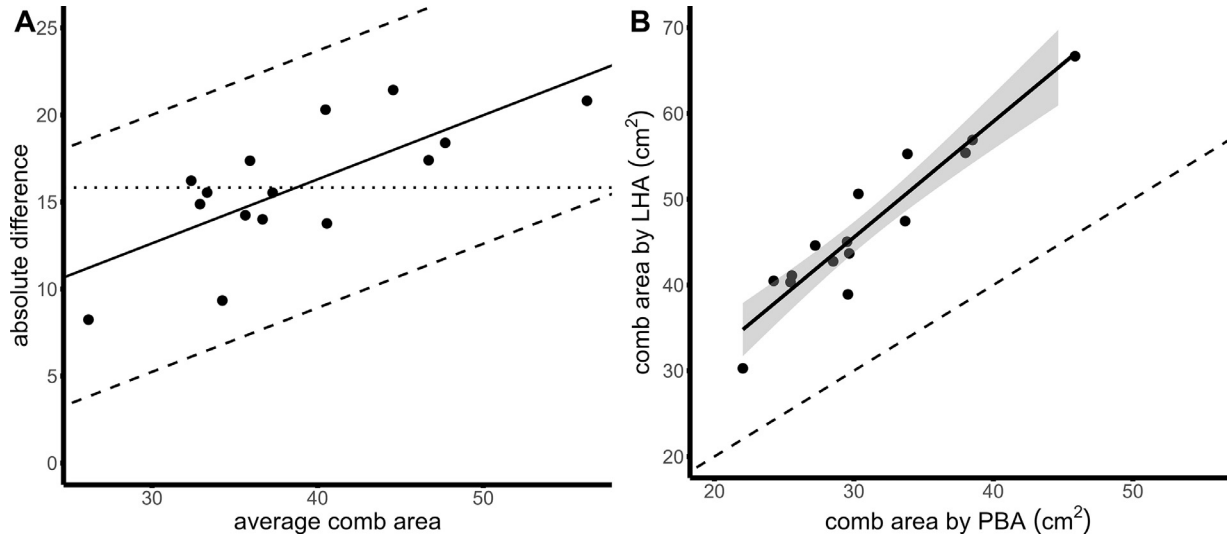 A
25
20
15
10
5
0
absolute difference
30 40 50
average comb area
B
70
60
50
40
30
20
comb area by LHA (cm²)
20 30 40 50
comb area by PBA (cm²)